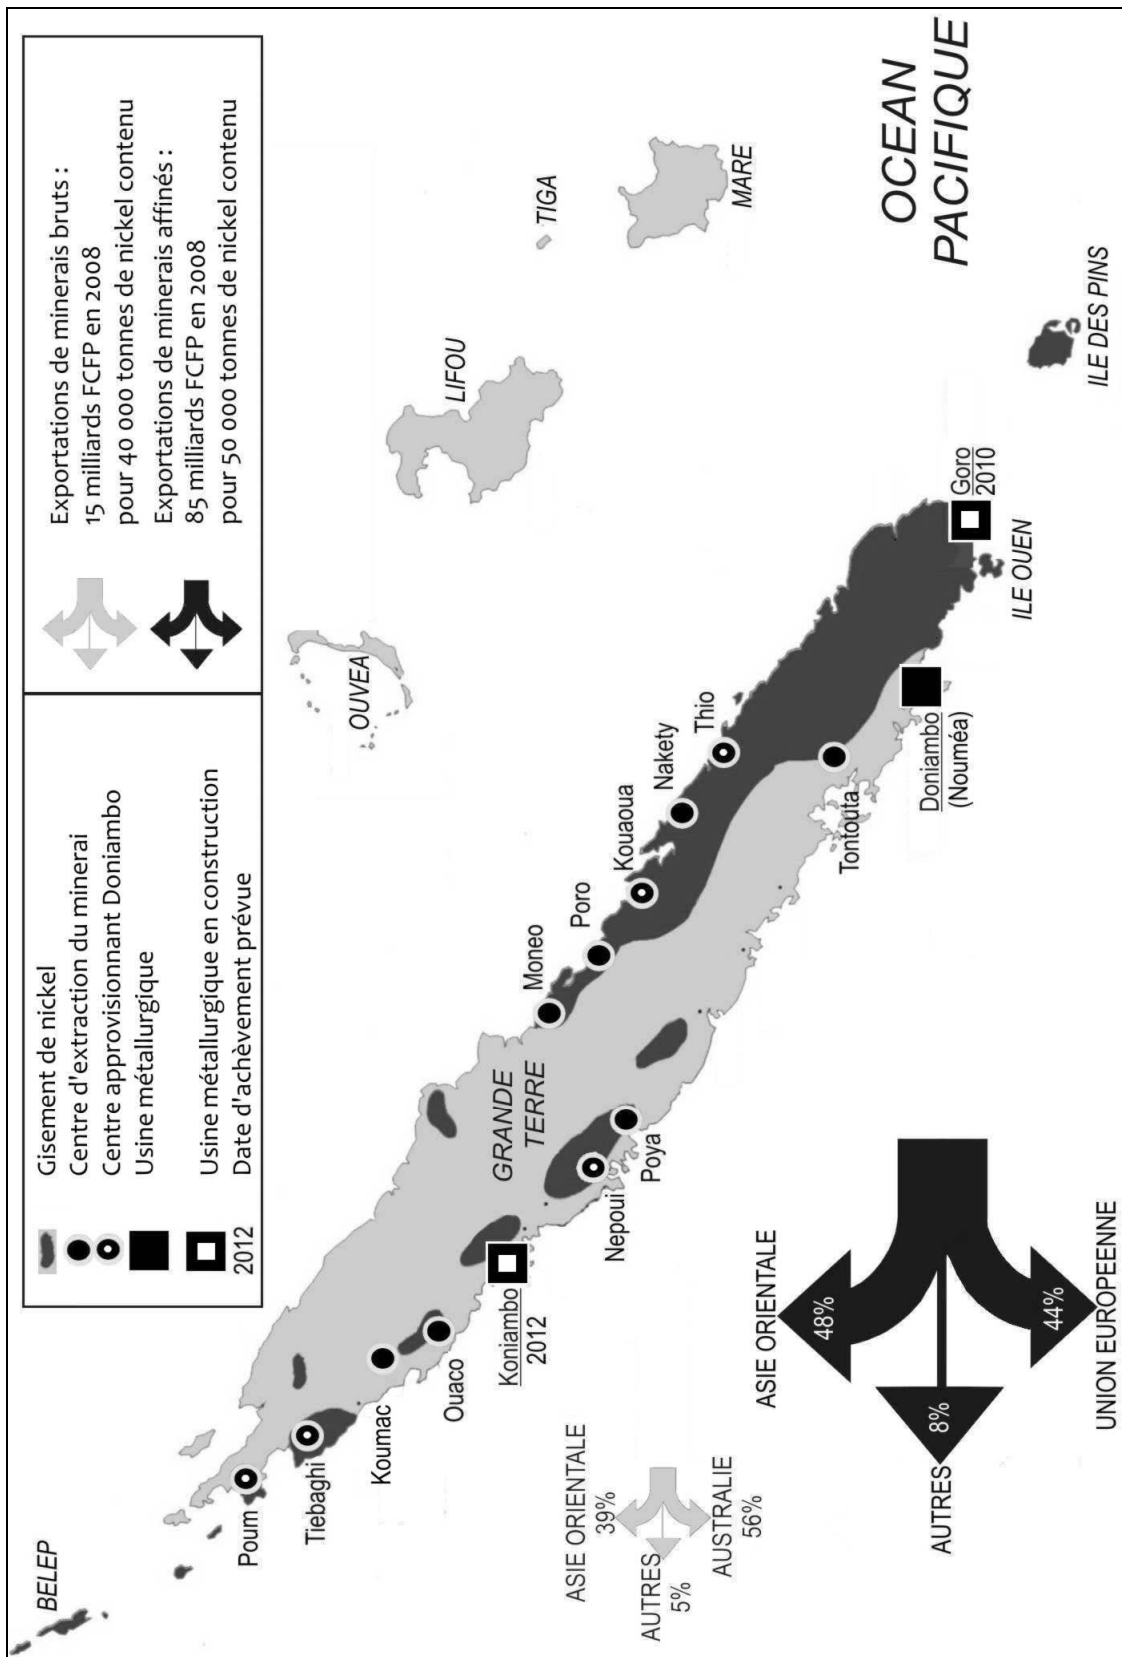 Gisement de nickel
Centre d'extraction du minerai
Centre approvisionnant Doniambo
Usine métallurgique
Usine métallurgique en construction
2012 Date d'achèvement prévue
Exportations de minerais bruts :
15 milliards FCFP en 2008
pour 40 000 tonnes de nickel contenu
Exportations de minerais affinés :
85 milliards FCFP en 2008
pour 50 000 tonnes de nickel contenu
BELEP
Poum
Tiebaghi
Koumac
Ouaco
Koniambo
2012
GRANDE
TERRE
Nepoui
Poya
Moneo
Poro
Kouaoua
Nakety
Thio
Tontouta
Doniambo
(Nouméa)
Goro
2010
ILE OUEN
ILE DES PINS
OUVEA
LIFOU
TIGA
MARE
OCEAN
PACIFIQUE
ASIE ORIENTALE
39%
AUTRES
5%
AUSTRALIE
56%
ASIE ORIENTALE
48%
AUTRES
8%
44%
UNION EUROPEENNE